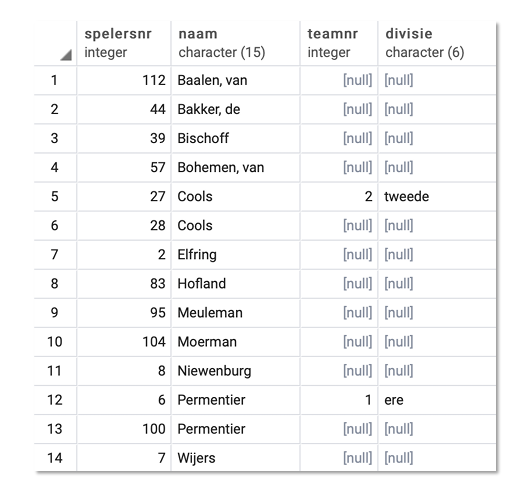 spelersnr naam teamnr divisie
integer character (15) integer character (6)
1 112 Baalen, van [null] [null]
2 44 Bakker, de [null] [null]
3 39 Bischoff [null] [null]
4 57 Bohemen, van [null] [null]
5 27 Cools 2 tweede
6 28 Cools [null] [null]
7 2 Elfring [null] [null]
8 83 Hofland [null] [null]
9 95 Meuleman [null] [null]
10 104 Moerman [null] [null]
11 8 Niewenburg [null] [null]
12 6 Permentier 1 ere
13 100 Permentier [null] [null]
14 7 Wijers [null] [null]